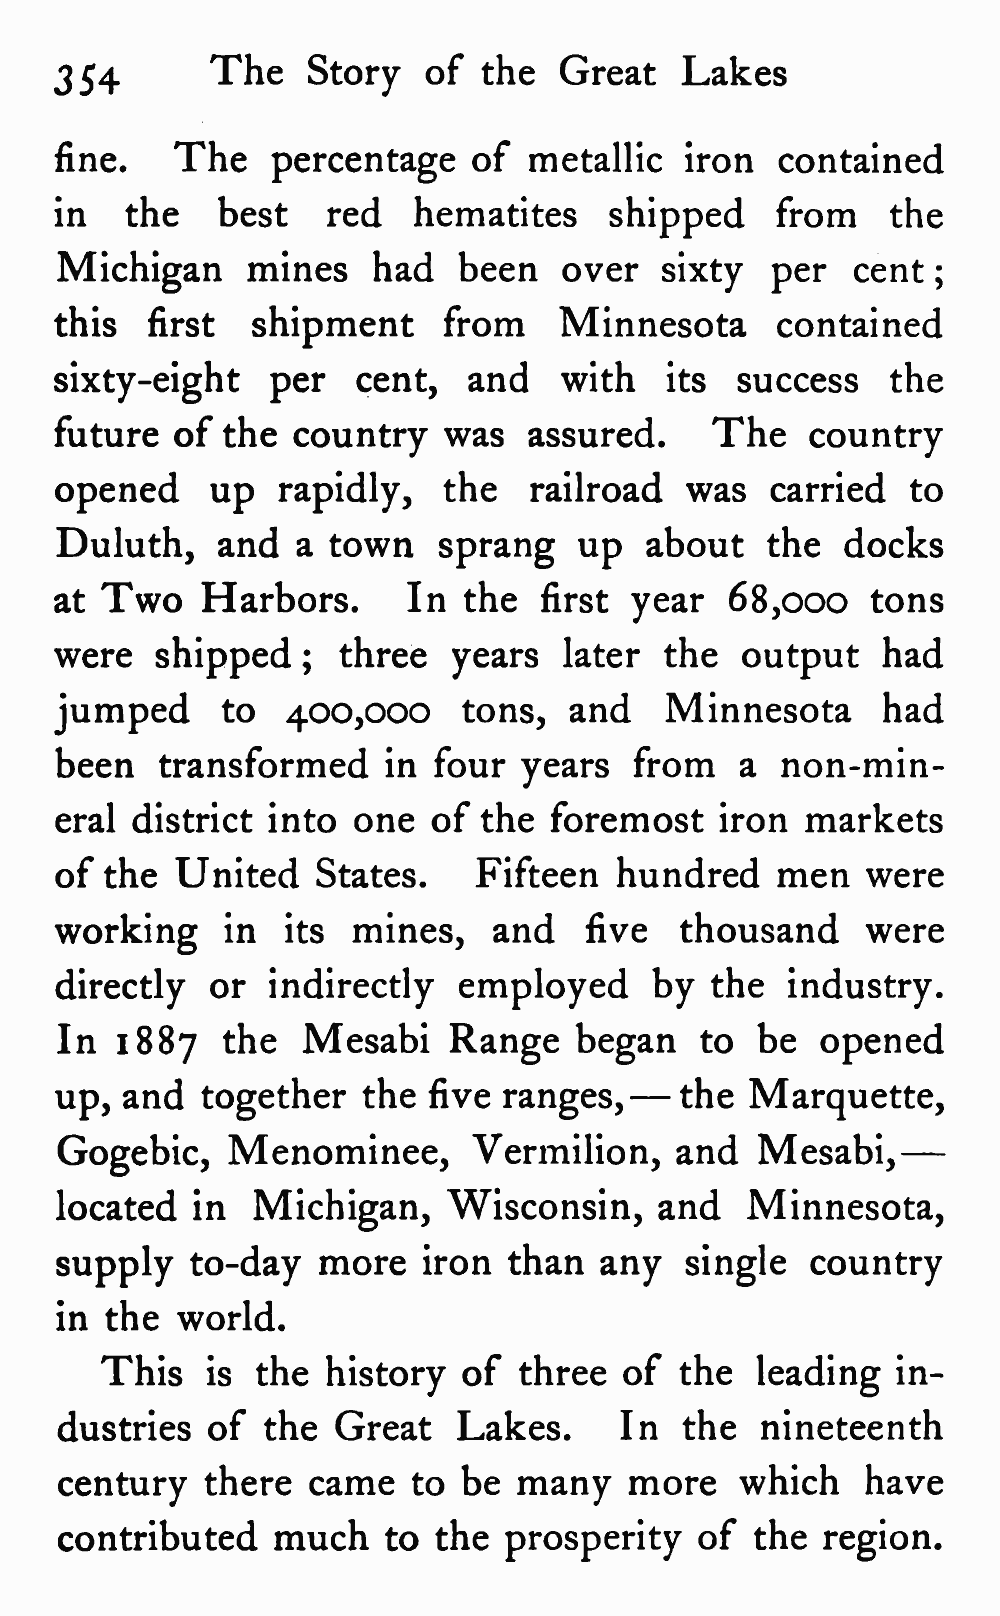 354 The Story of the Great Lakes
fine. The percentage of metallic iron contained
in the best red hematites shipped from the
Michigan mines had been over sixty per cent;
this first shipment from Minnesota contained
sixty-eight per cent, and with its success the
future of the country was assured. The country
opened up rapidly, the railroad was carried to
Duluth, and a town sprang up about the docks
at Two Harbors. In the first year 68,000 tons
were shipped; three years later the output had
jumped to 400,000 tons, and Minnesota had
been transformed in four years from a non-min-
eral district into one of the foremost iron markets
of the United States. Fifteen hundred men were
working in its mines, and five thousand were
directly or indirectly employed by the industry.
In 1887 the Mesabi Range began to be opened
up, and together the five ranges,— the Marquette,
Gogebic, Menominee, Vermilion, and Mesabi,—
located in Michigan, Wisconsin, and Minnesota,
supply to-day more iron than any single country
in the world.
This is the history of three of the leading in-
dustries of the Great Lakes. In the nineteenth
century there came to be many more which have
contributed much to the prosperity of the region.